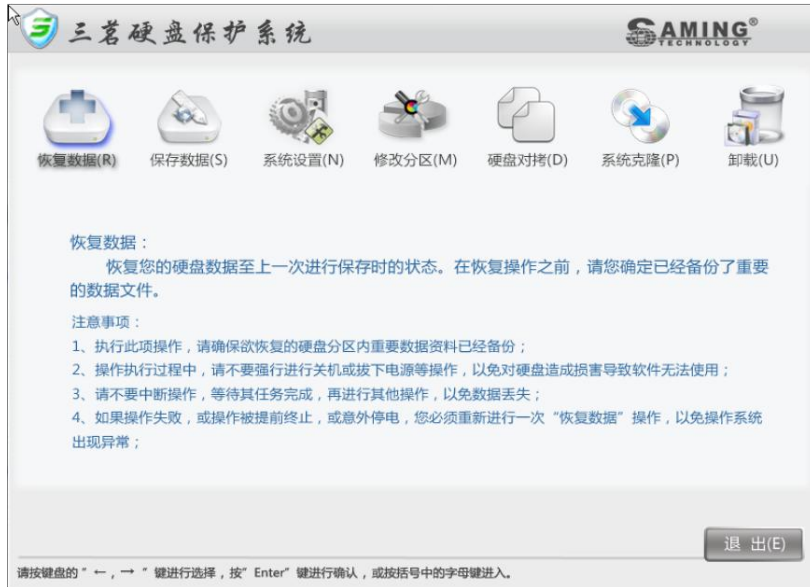 三茗硬盘保护系统
SAMING®
TECHNOLOGY
恢复数据(R) 保存数据(S) 系统设置(N) 修改分区(M) 硬盘对拷(D) 系统克隆(P) 卸载(U)
恢复数据：
恢复您的硬盘数据至上一次进行保存时的状态。在恢复操作之前，请您确定已经备份了重要
的数据文件。
注意事项：
1、执行此项操作，请确保欲恢复的硬盘分区内重要数据资料已经备份；
2、操作执行过程中，请不要强行进行关机或拔下电源等操作，以免对硬盘造成损害导致软件无法使用；
3、请不要中断操作，等待其任务完成，再进行其他操作，以免数据丢失；
4、如果操作失败，或操作被提前终止，或意外停电，您必须重新进行一次“恢复数据”操作，以免操作系统
出现异常；
退 出(E)
请按键盘的“ ←，→ ”键进行选择，按”Enter”键进行确认，或按括号中的字母键进入。